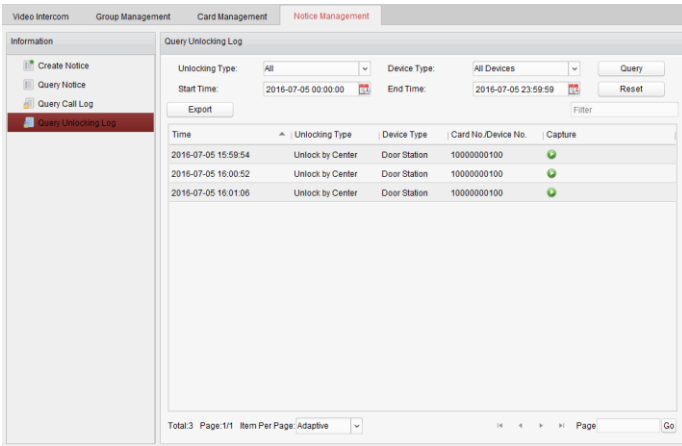 Video Intercom Group Management Card Management Notice Management
Information
Create Notice
Query Notice
Query Call Log
Query Unlocking Log
Query Unlocking Log
Unlocking Type: All Device Type: All Devices Query
Start Time: 2016-07-05 00:00:00 End Time: 2016-07-05 23:59:59 Reset
Export Filter
Time Unlocking Type Device Type Card No./Device No. Capture
2016-07-05 15:59:54 Unlock by Center Door Station 10000000100
2016-07-05 16:00:52 Unlock by Center Door Station 10000000100
2016-07-05 16:01:06 Unlock by Center Door Station 10000000100
Total:3 Page:1/1 Item Per Page: Adaptive Page Go